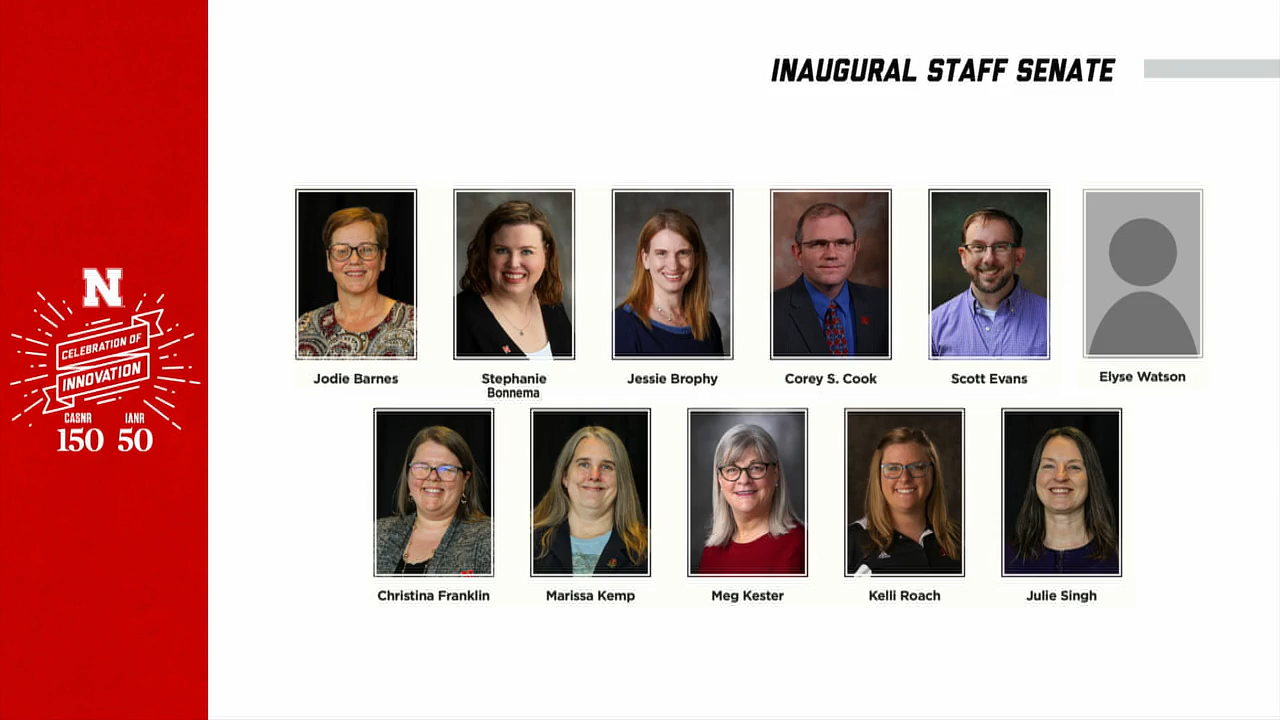 INAUGURAL STAFF SENATE
N
CELEBRATION OF
INNOVATION
CASNR IANR
150 50
Jodie Barnes
Stephanie
Bonnema
Jessie Brophy
Corey S. Cook
Scott Evans
Elyse Watson
Christina Franklin
Marissa Kemp
Meg Kester
Kelli Roach
Julie Singh